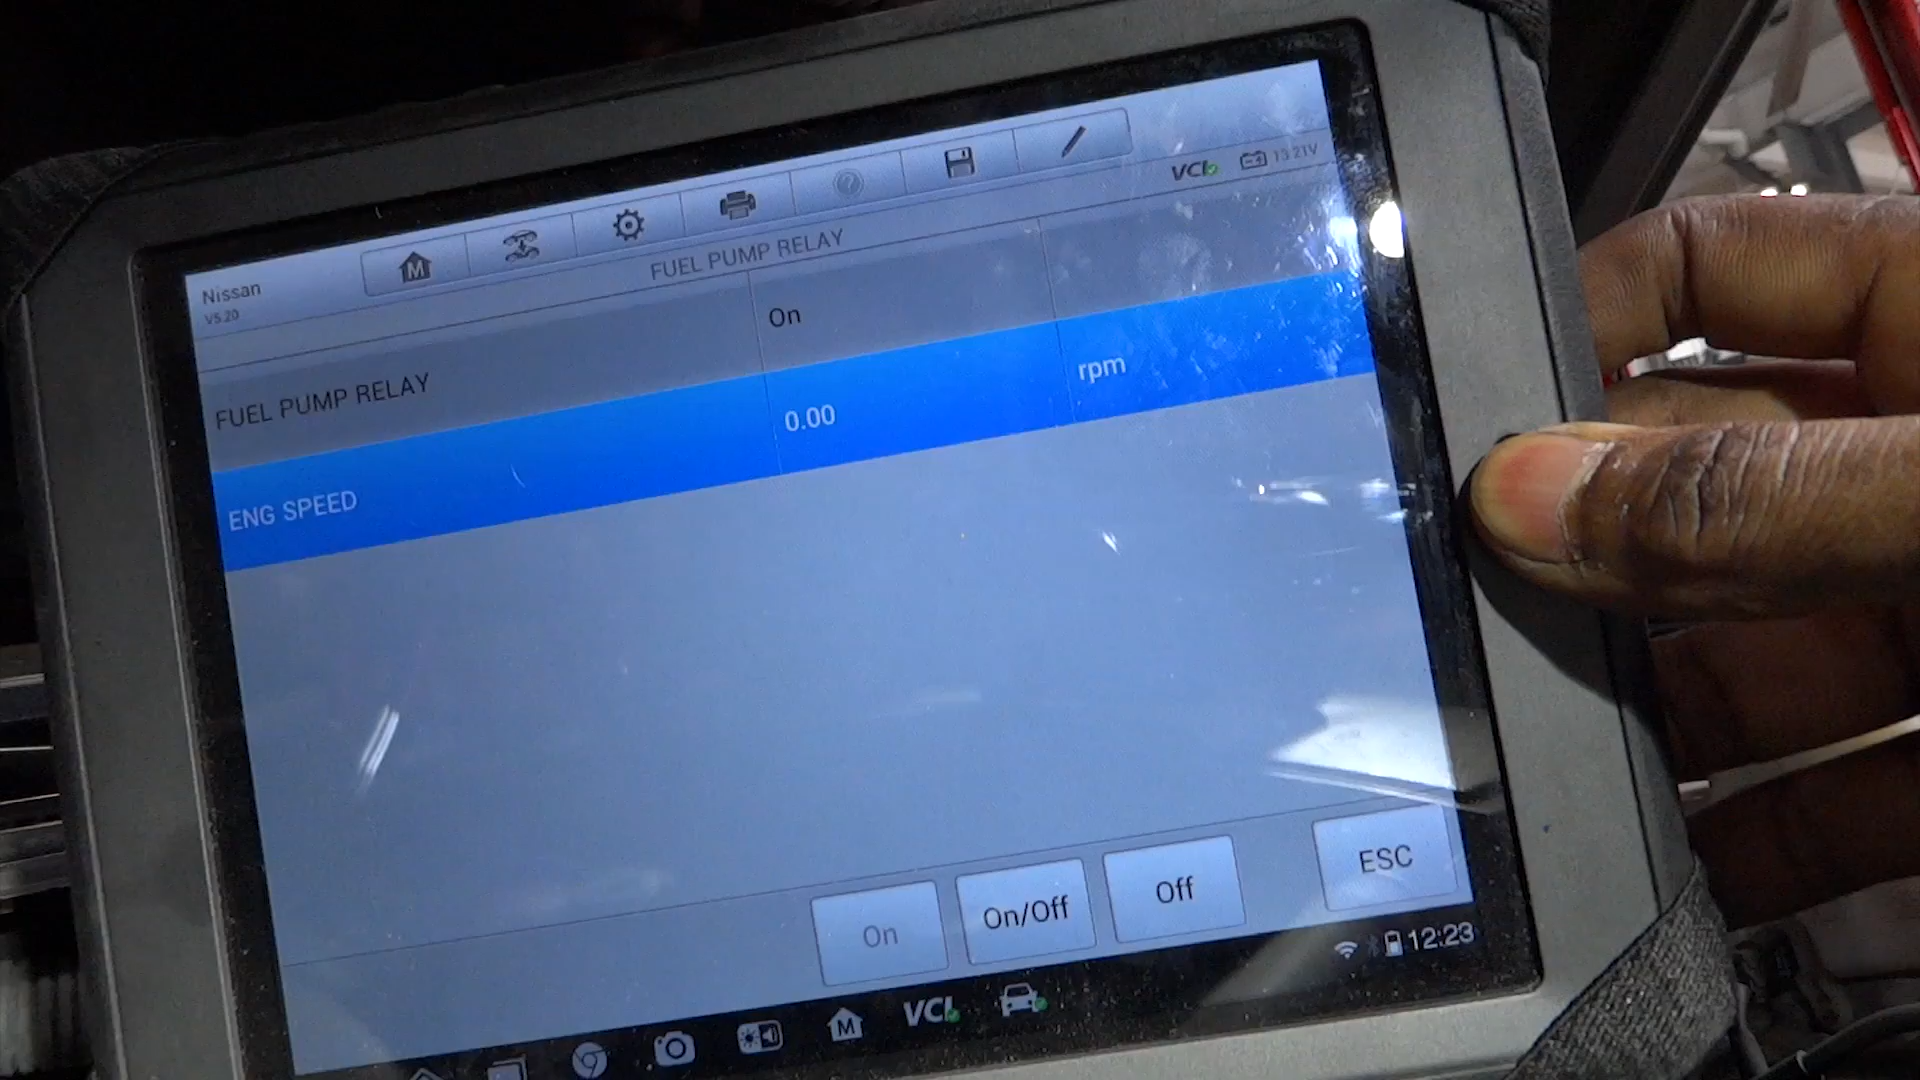 M
Nissan
V5.20
FUEL PUMP RELAY
VCI
13.21V
FUEL PUMP RELAY On
ENG SPEED 0.00 rpm
On On/Off Off ESC
12:23
M VCI